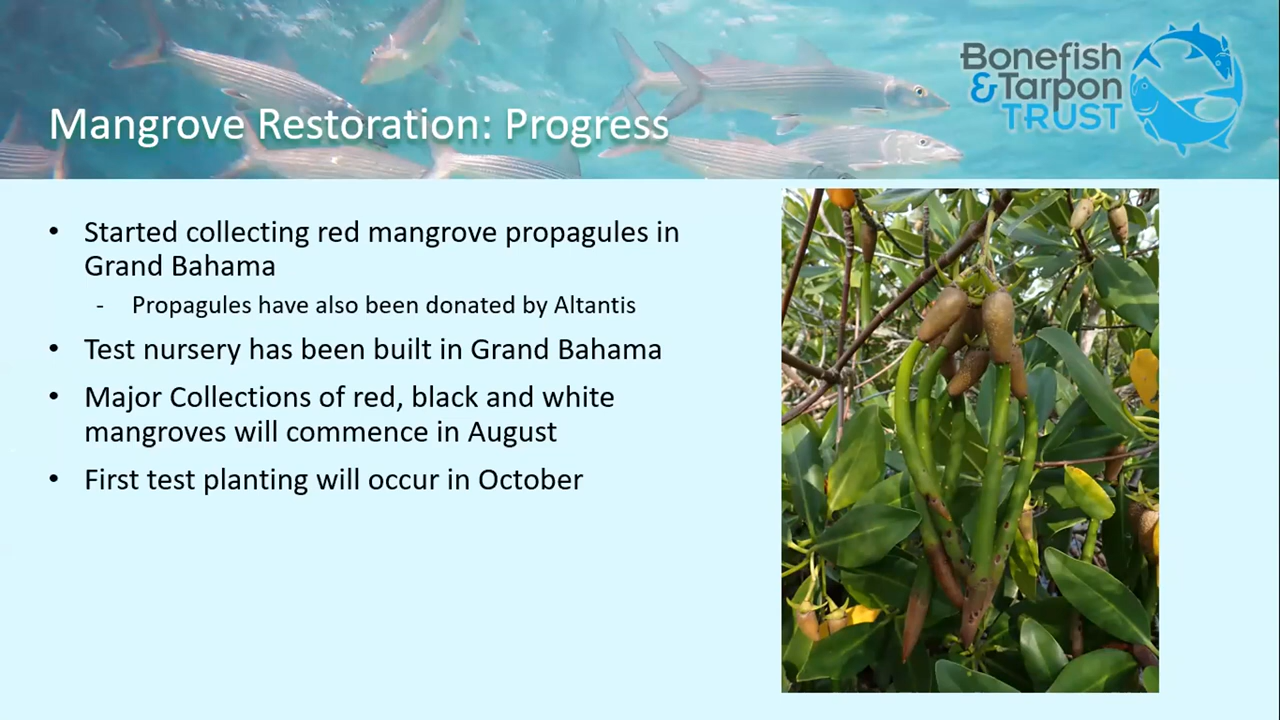 Bonefish
& Tarpon
TRUST
Mangrove Restoration: Progress
• Started collecting red mangrove propagules in
Grand Bahama
- Propagules have also been donated by Altantis
• Test nursery has been built in Grand Bahama
• Major Collections of red, black and white
mangroves will commence in August
• First test planting will occur in October